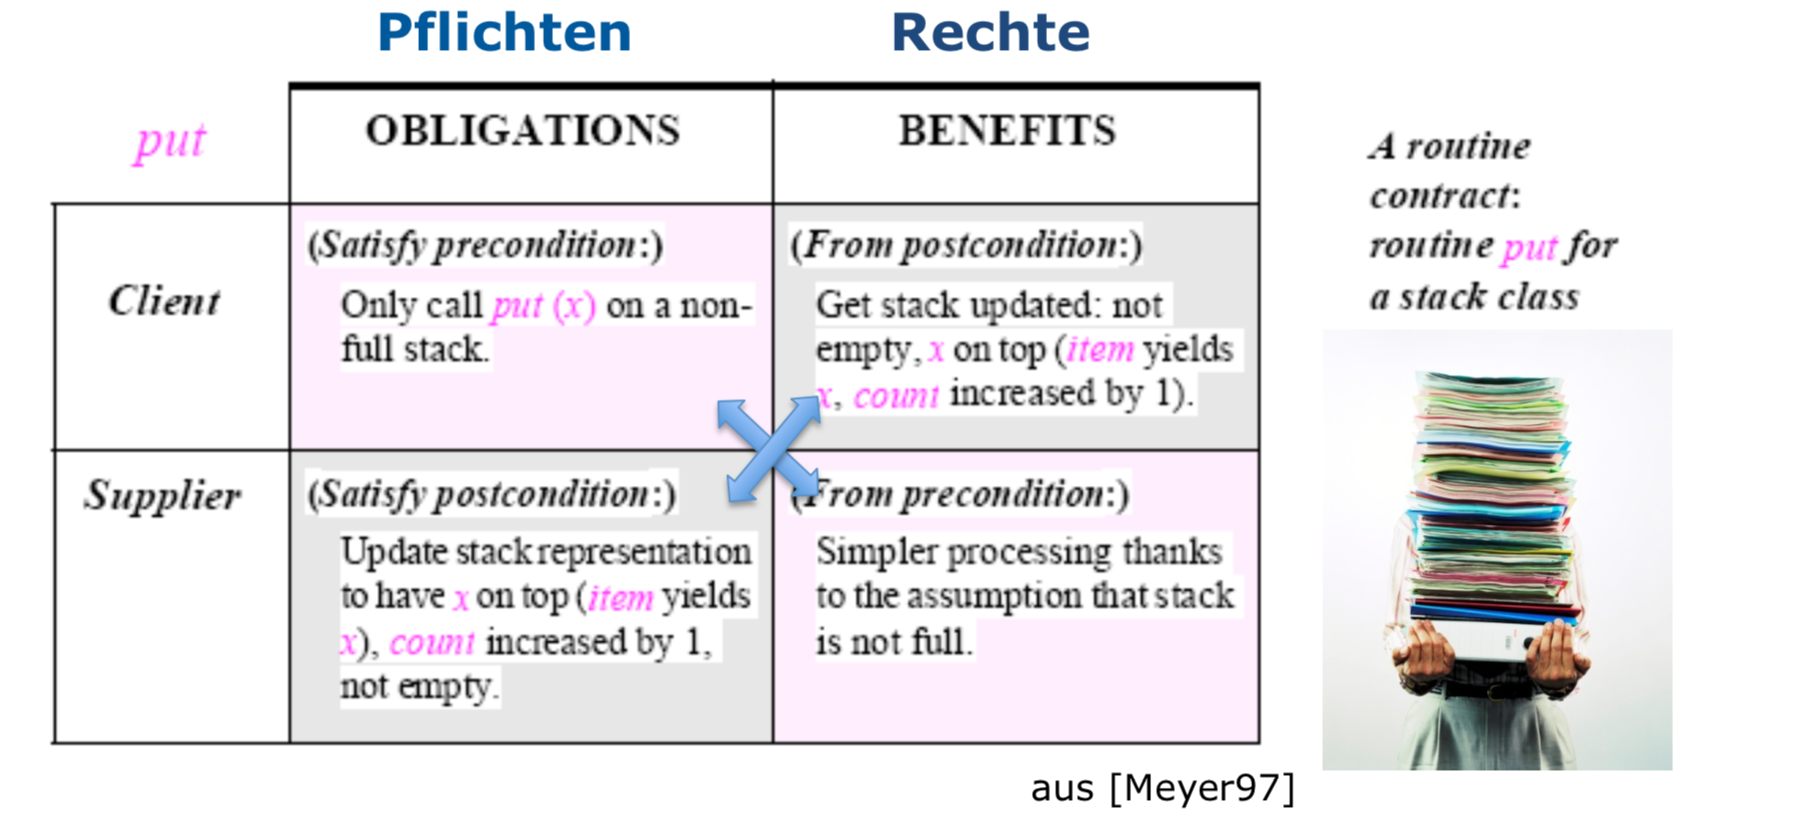 Pflichten
Rechte
put
OBLIGATIONS
BENEFITS
Client
(Satisfy precondition:)
Only call put (x) on a non-
full stack.
(From postcondition:)
Get stack updated: not
empty, x on top (item yields
x, count increased by 1).
Supplier
(Satisfy postcondition:)
Update stack representation
to have x on top (item yields
x), count increased by 1,
not empty.
(From precondition:)
Simpler processing thanks
to the assumption that stack
is not full.
A routine
contract:
routine put for
a stack class
aus [Meyer97]